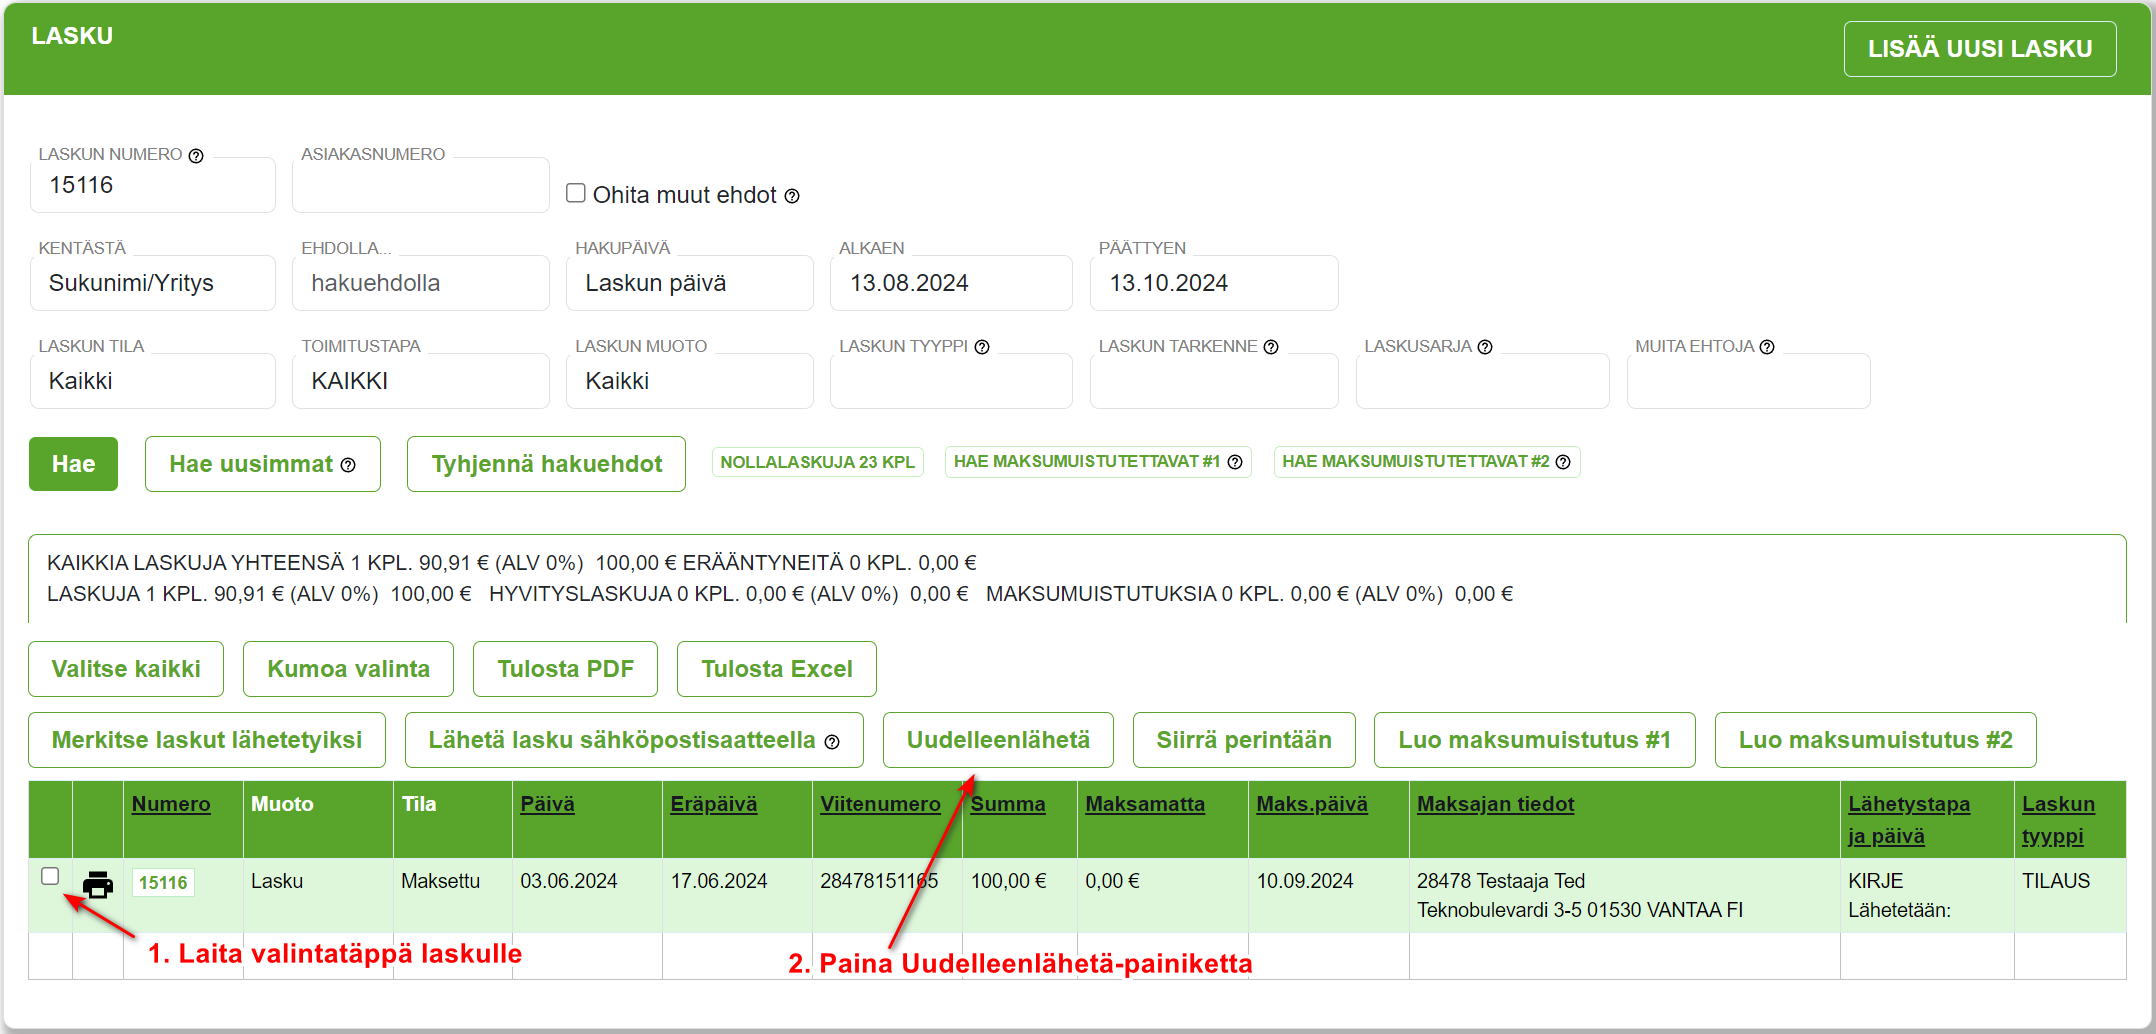 LASKU
LISÄÄ UUSI LASKU
LASKUN NUMERO
ASIAKASNUMERO
15116
Ohita muut ehdot
KENTÄSTÄ
EHDOLLA...
HAKUPÄIVÄ
ALKAEN
PÄÄTTYEN
Sukunimi/Yritys
hakuehdolla
Laskun päivä
13.08.2024
13.10.2024
LASKUN TILA
TOIMITUSTAPA
LASKUN MUOTO
LASKUN TYYPPI
LASKUN TARKENNE
LASKUSARJA
MUITA EHTOJA
Kaikki
KAIKKI
Kaikki
Hae
Hae uusimmat
Tyhjennä hakuehdot
NOLLALASKUJA 23 KPL
HAE MAKSUMUISTUTETTAVAT #1
HAE MAKSUMUISTUTETTAVAT #2
KAIKKIA LASKUJA YHTEENSÄ 1 KPL. 90,91 € (ALV 0%) 100,00 € ERÄÄNTYNEITÄ 0 KPL. 0,00 €
LASKUJA 1 KPL. 90,91 € (ALV 0%) 100,00 € HYVITYSLASKUJA 0 KPL. 0,00 € (ALV 0%) 0,00 € MAKSUMUISTUTUKSIA 0 KPL. 0,00 € (ALV 0%) 0,00 €
Valitse kaikki
Kumoa valinta
Tulosta PDF
Tulosta Excel
Merkitse laskut lähetetyiksi
Lähetä lasku sähköpostisaatteella
Uudelleenlähetä
Siirrä perintään
Luo maksumuistutus #1
Luo maksumuistutus #2
Numero
Muoto
Tila
Päivä
Eräpäivä
Viitenumero
Summa
Maksamatta
Maks.päivä
Maksajan tiedot
Lähetystapa
ja päivä
Laskun
tyyppi
15116
Lasku
Maksettu
03.06.2024
17.06.2024
28478151165
100,00 €
0,00 €
10.09.2024
28478 Testaaja Ted
Teknobulevardi 3-5 01530 VANTAA FI
KIRJE
Lähetetään:
TILAUS
1. Laita valintatäppä laskulle
2. Paina Uudelleenlähetä-painiketta